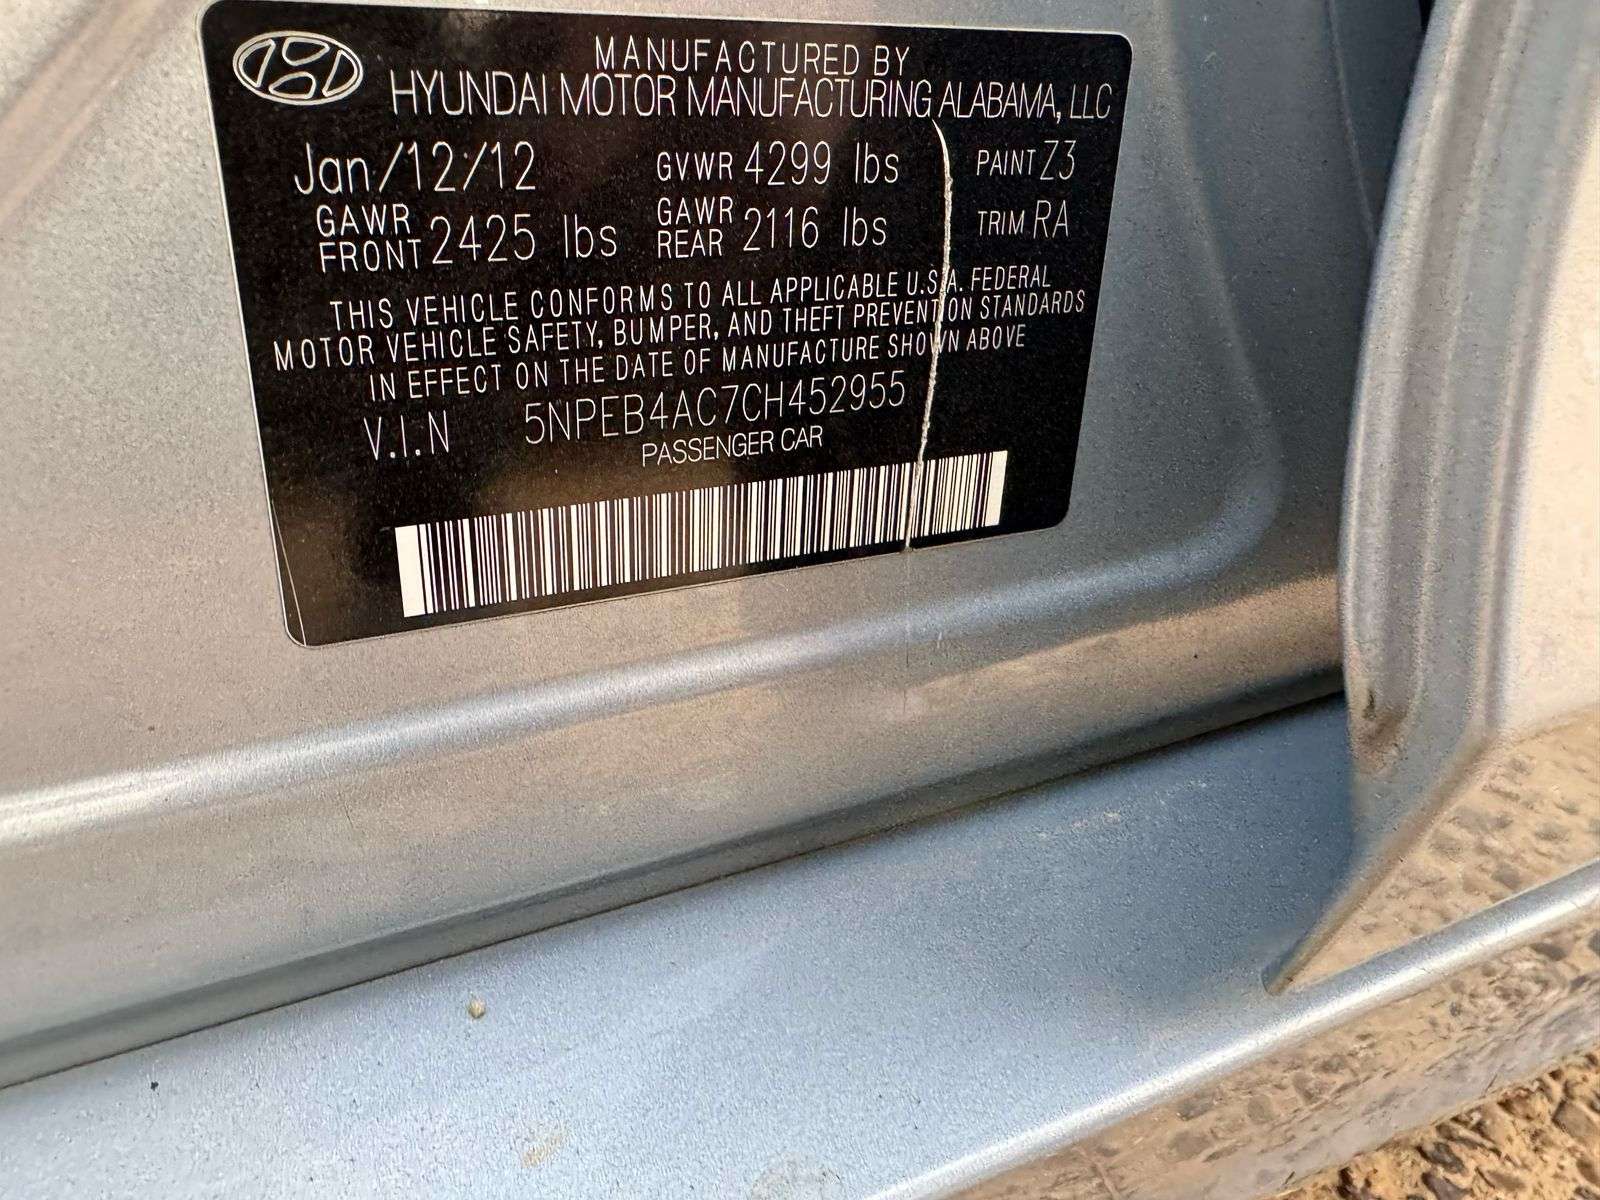 MANUFACTURED BY
HYUNDAI MOTOR MANUFACTURING ALABAMA, LLC
Jan/12/12 GVWR 4299 lbs PAINT Z3
GAWR FRONT 2425 lbs GAWR REAR 2116 lbs TRIM RA
THIS VEHICLE CONFORMS TO ALL APPLICABLE U.S.A. FEDERAL
MOTOR VEHICLE SAFETY, BUMPER, AND THEFT PREVENTION STANDARDS
IN EFFECT ON THE DATE OF MANUFACTURE SHOWN ABOVE
V.I.N 5NPEB4AC7CH452955
PASSENGER CAR